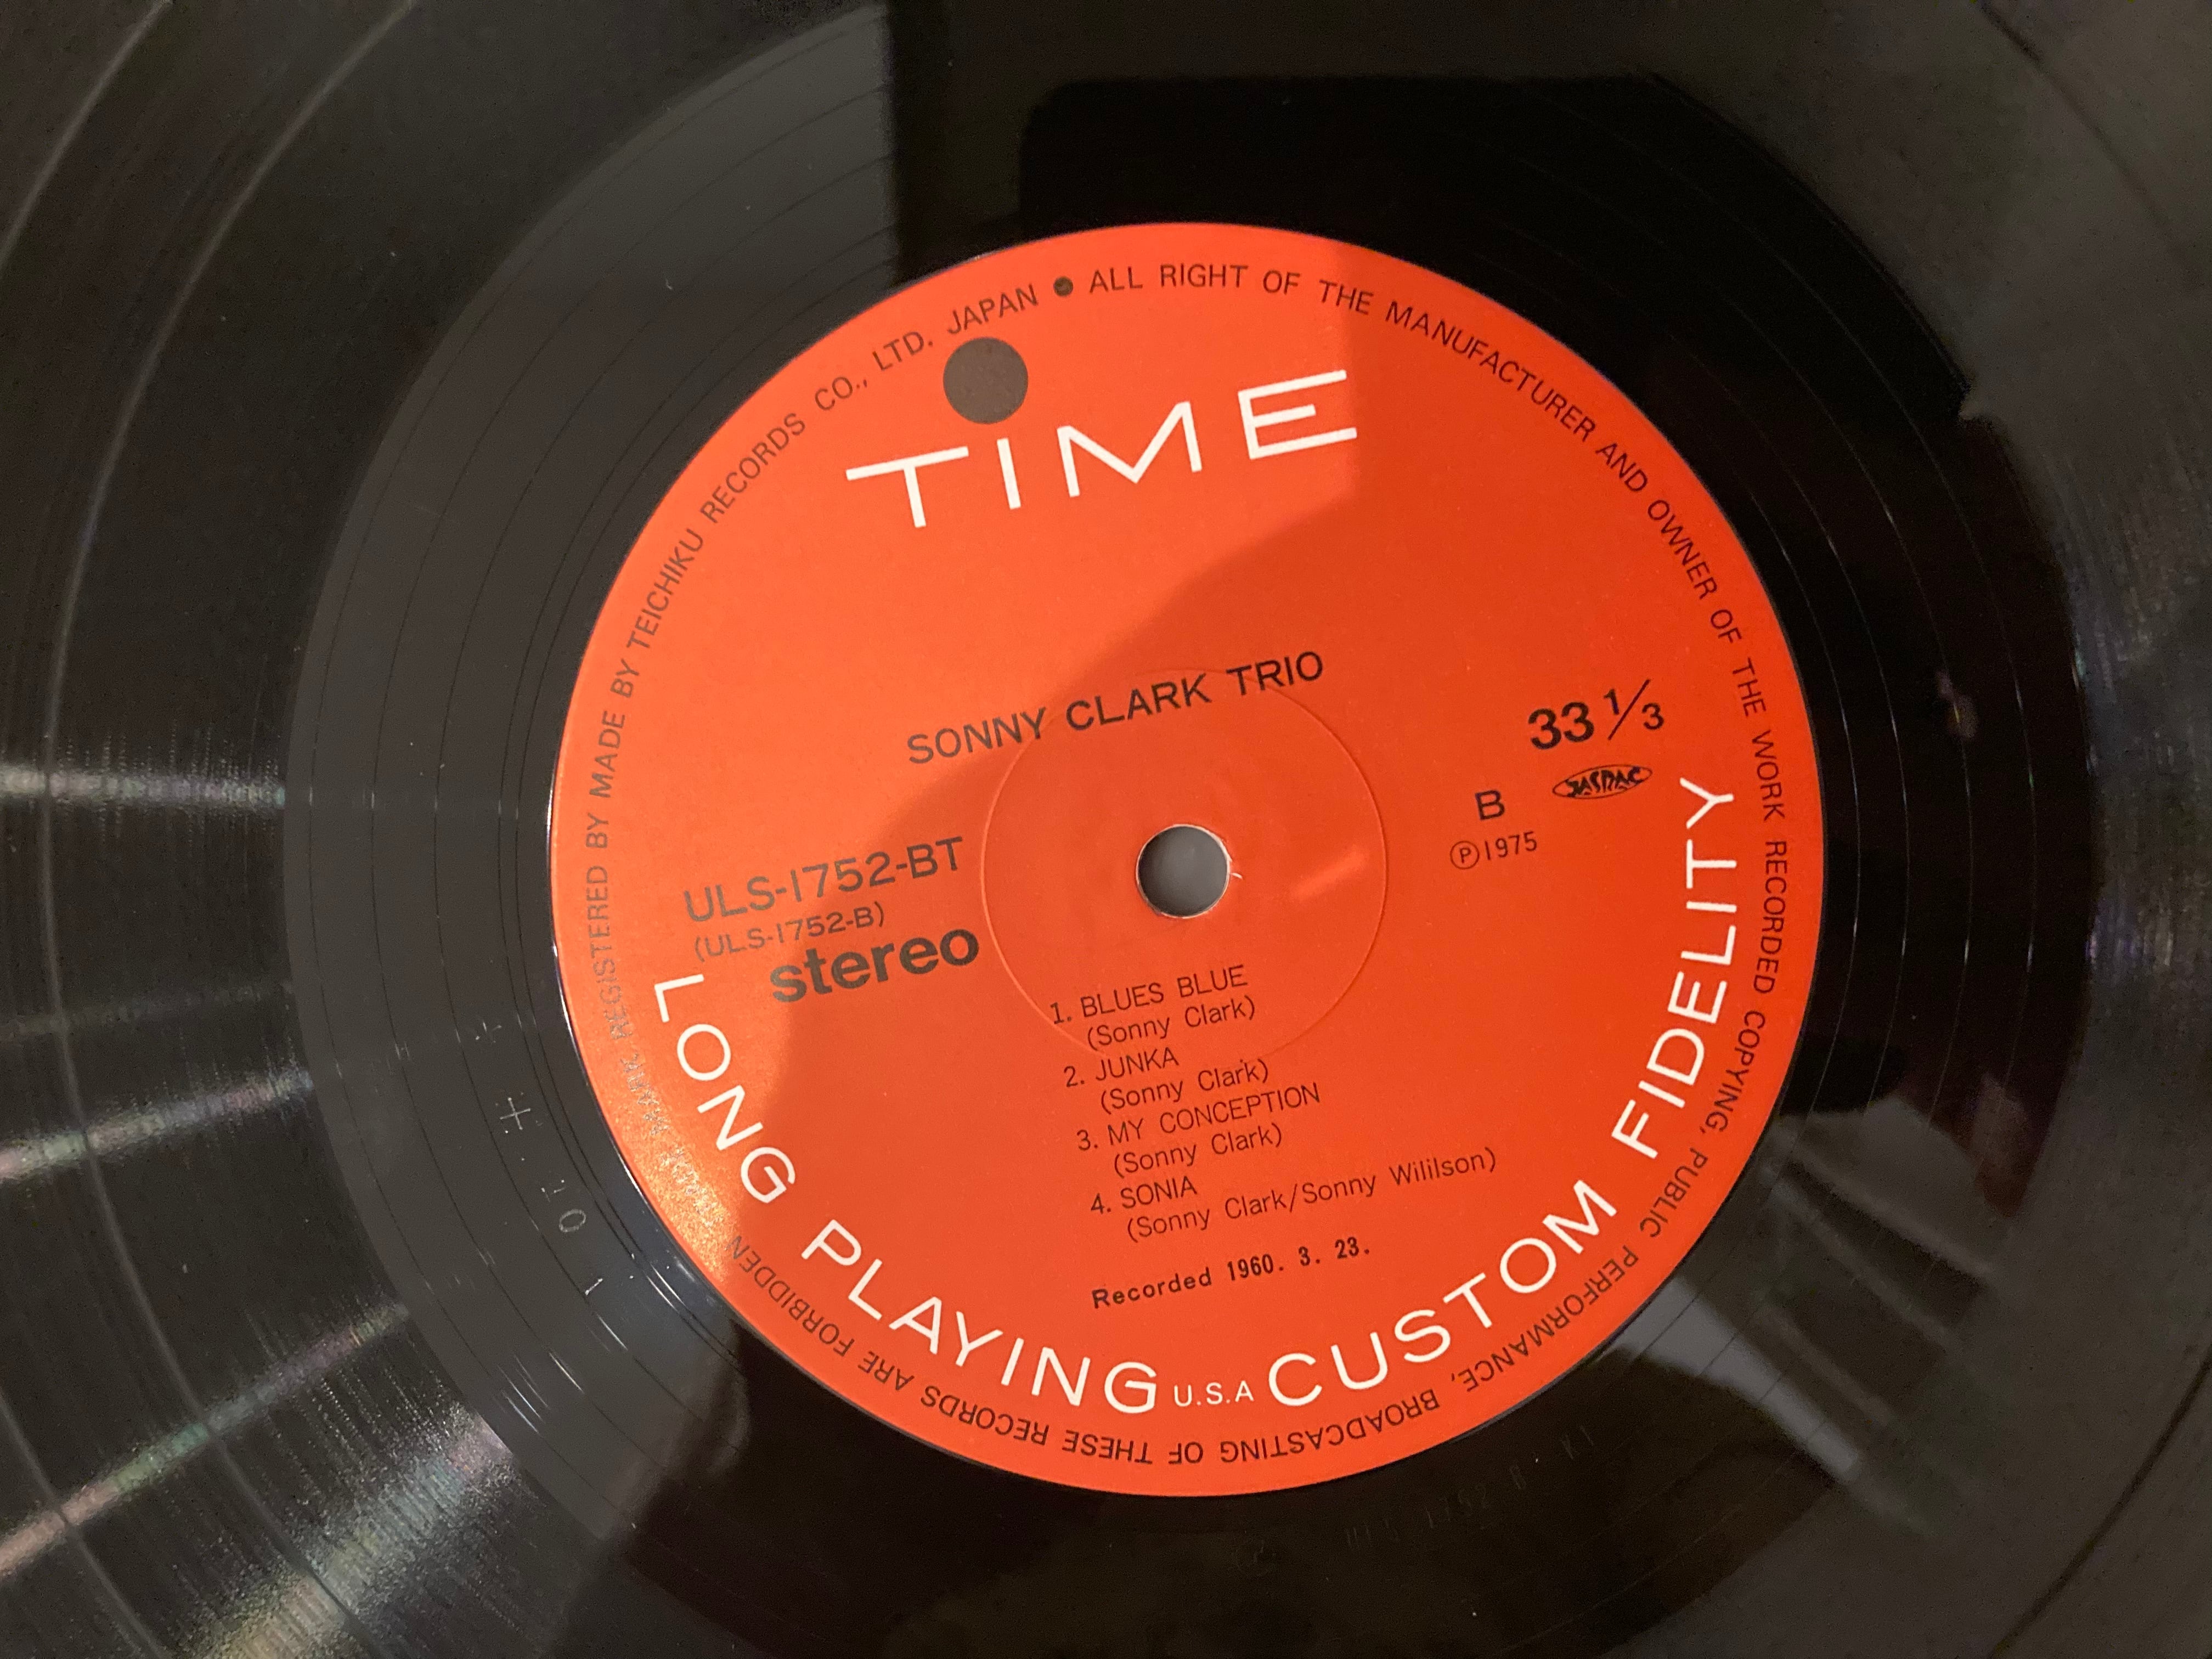 REGISTERED BY MADE BY TEICHIKU RECORDS CO., LTD. JAPAN ● ALL RIGHT OF THE MANUFACTURER AND OWNER OF THE WORK RECORDED COPYING, PUBLIC PERFORMANCE, BROADCASTING OF THESE RECORDS ARE FORBIDDEN
TIME
SONNY CLARK TRIO
33 1/3
JASRAC
B
Ⓟ1975
ULS-1752-BT
(ULS-1752-B)
stereo
1. BLUES BLUE
(Sonny Clark)
2. JUNKA
(Sonny Clark)
3. MY CONCEPTION
(Sonny Clark)
4. SONIA
(Sonny Clark/Sonny Wililson)
Recorded 1960. 3. 23.
LONG PLAYING U.S.A CUSTOM FIDELITY